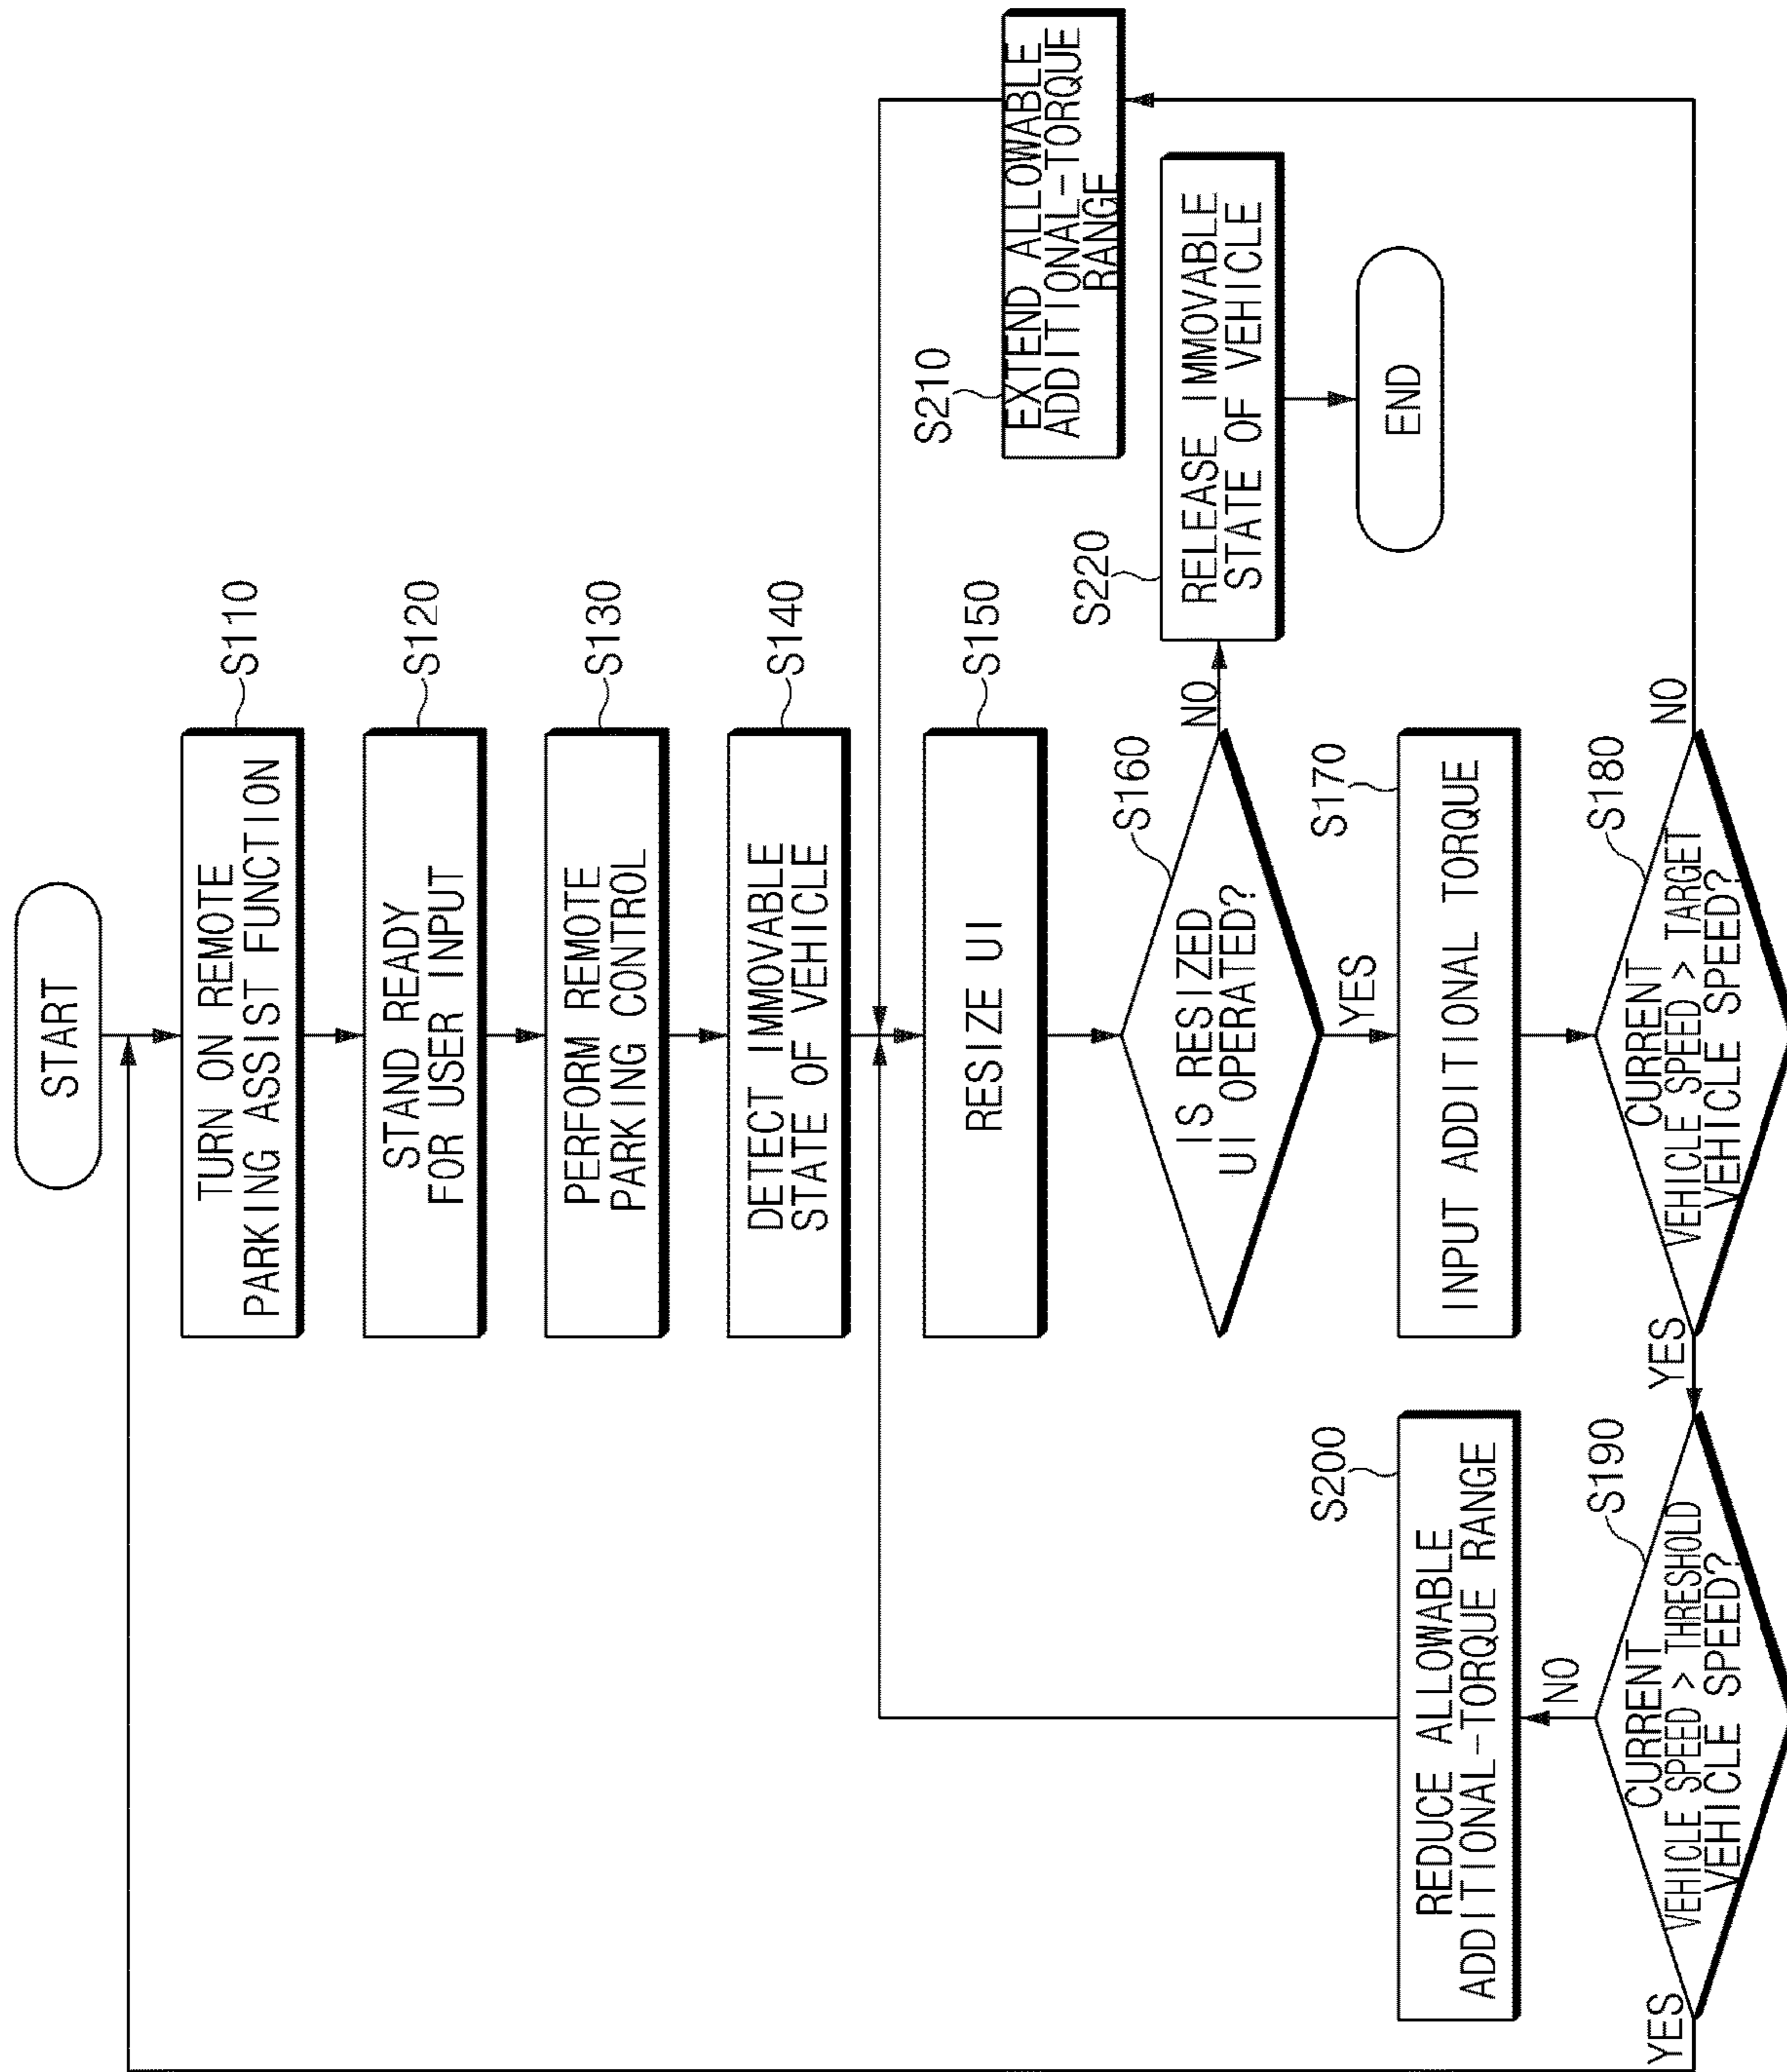 START
TURN ON REMOTE
PARKING ASSIST FUNCTION
S110
STAND READY
FOR USER INPUT
S120
PERFORM REMOTE
PARKING CONTROL
S130
DETECT IMMOVABLE
STATE OF VEHICLE
S140
RESIZE UI
S150
IS RESIZED
UI OPERATED?
S160
NO
YES
RELEASE IMMOVABLE
STATE OF VEHICLE
S220
END
INPUT ADDITIONAL TORQUE
S170
CURRENT
VEHICLE SPEED > TARGET
VEHICLE SPEED?
S180
NO
YES
EXTEND ALLOWABLE
ADDITIONAL-TORQUE
RANGE
S210
CURRENT
VEHICLE SPEED > THRESHOLD
VEHICLE SPEED?
S190
NO
YES
REDUCE ALLOWABLE
ADDITIONAL-TORQUE RANGE
S200